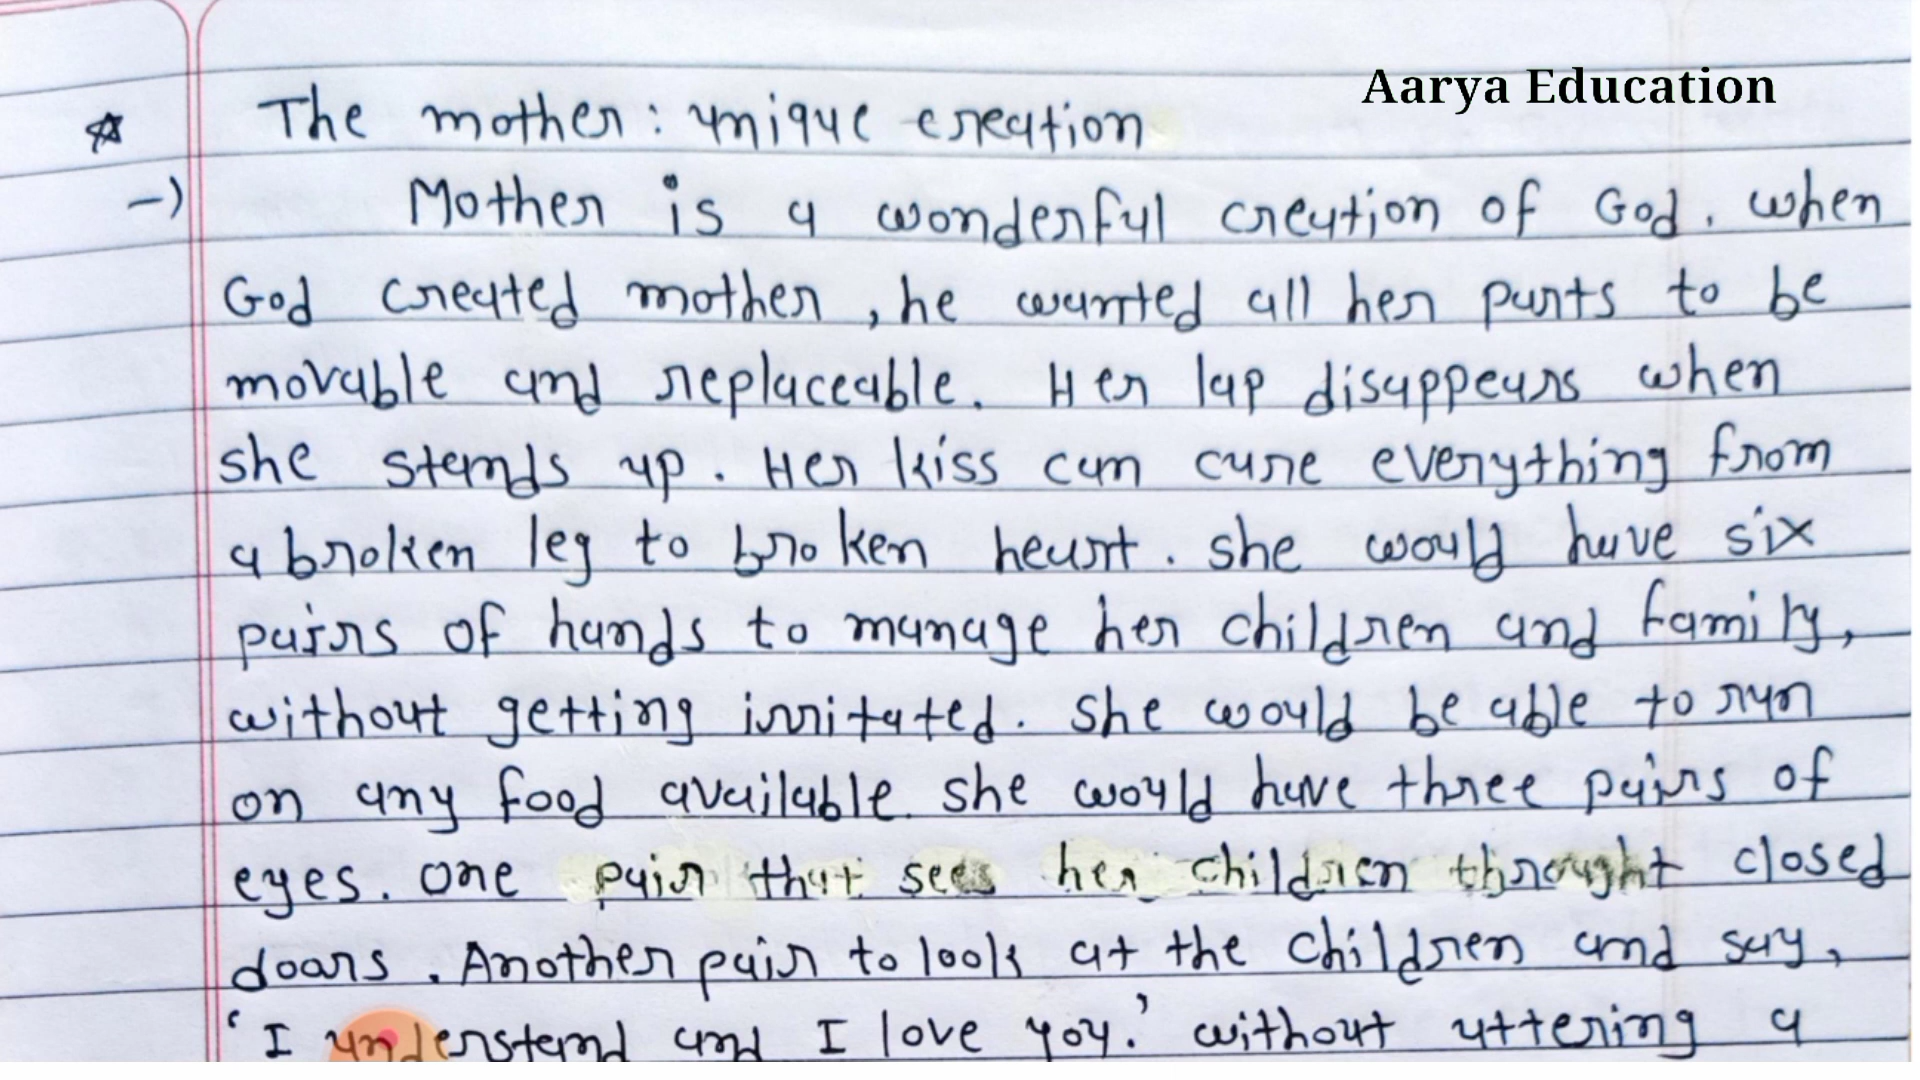 Aarya Education
The mother : unique creation
Mother is a wonderful creation of God. when
God created mother, he wanted all her parts to be
movable and replaceable. Her lap disappears when
she stands up. Her kiss can cure everything from
a broken leg to broken heart. she would have six
pairs of hands to manage her children and family,
without getting irritated. she would be able to run
on any food available. she would have three pairs of
eyes. one pair that sees her children throught closed
doars. Another pair to look at the children and say,
'I understand and I love you.' without uttering a